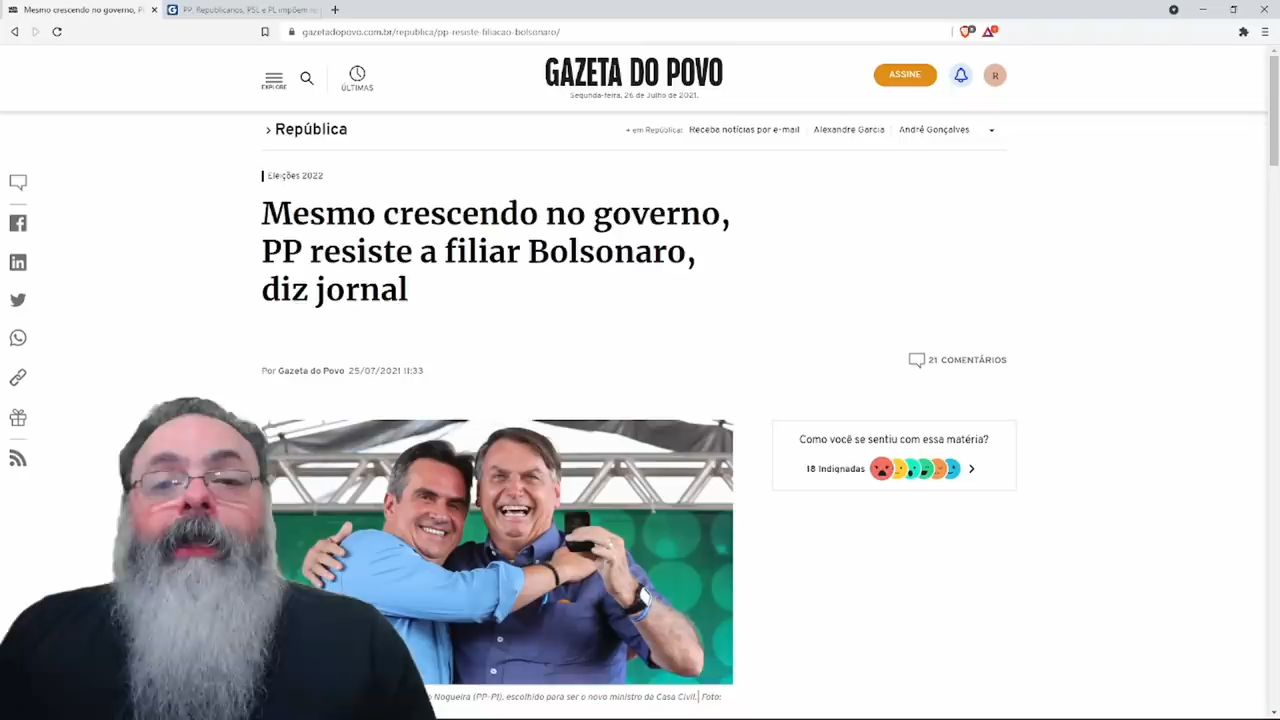 Mesmo crescendo no governo, P
PP, Republicanos, PSL e PL impõem
gazetadopovo.com.br/republica/pp-resiste-filiacao-bolsonaro/
EXPLORE
ÚLTIMAS
GAZETA DO POVO
Segunda-feira, 26 de Julho de 2021.
ASSINE
R
República
+ em República:
Receba notícias por e-mail
Alexandre Garcia
André Gonçalves
Eleições 2022
Mesmo crescendo no governo,
PP resiste a filiar Bolsonaro,
diz jornal
21 COMENTÁRIOS
Por Gazeta do Povo 25/07/2021 11:33
Como você se sentiu com essa matéria?
18 Indignadas
Nogueira (PP-PI), escolhido para ser o novo ministro da Casa Civil.| Foto: